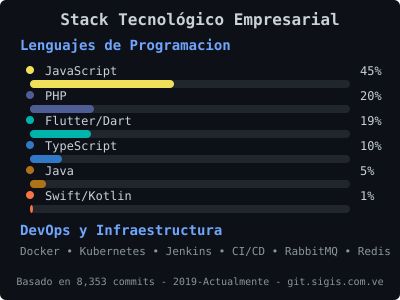 Stack Tecnológico Empresarial
Lenguajes de Programacion
JavaScript 45%
PHP 20%
Flutter/Dart 19%
TypeScript 10%
Java 5%
Swift/Kotlin 1%
DevOps y Infraestructura
Docker • Kubernetes • Jenkins • CI/CD • RabbitMQ • Redis
Basado en 8,353 commits - 2019-Actualmente - git.sigis.com.ve